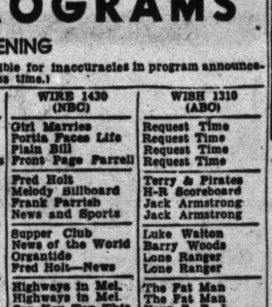 OGRAMS
ENING
ible for inaccuracies in program announce-
ss time.)
WIRE 1430
(NBC)
Girl Marries
Portia Faces Life
Plain Bill
Front Page Farrell
Fred Holt
Melody Billboard
Frank Parrish
News and Sports
Supper Club
News of the World
Organtide
Fred Holt—News
Highways in Mel.
Highways in Mel.
WISH 1310
(ABC)
Request Time
Request Time
Request Time
Request Time
Terry & Pirates
H-R Scoreboard
Jack Armstrong
Jack Armstrong
Luke Walton
Barry Woods
Lone Ranger
Lone Ranger
The Fat Man
The Fat Man